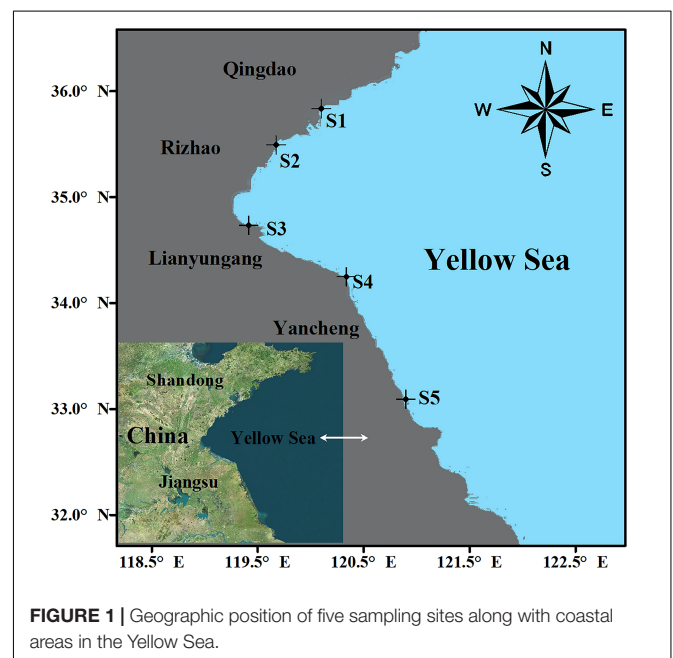 Qingdao
N
36.0° N
S1
W
E
Rizhao
S2
S
35.0° N
S3
Lianyungang
Yellow Sea
S4
34.0° N
Yancheng
Shandong
S5
33.0° N
China
Yellow Sea
Jiangsu
32.0° N
118.5° E 119.5° E 120.5° E 121.5° E 122.5° E
FIGURE 1 | Geographic position of five sampling sites along with coastal
areas in the Yellow Sea.